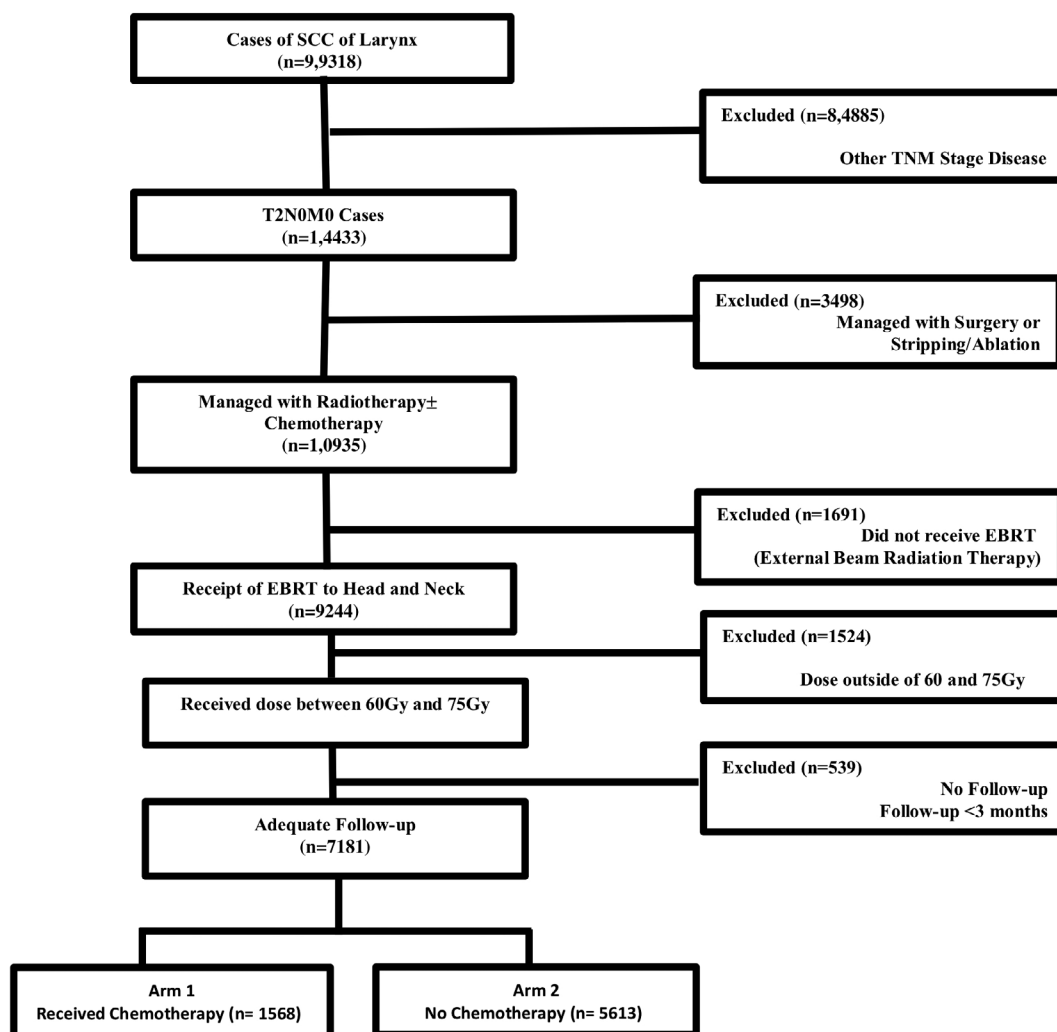 Cases of SCC of Larynx
(n=9,9318)
Excluded (n=8,4885)
Other TNM Stage Disease
T2N0M0 Cases
(n=1,4433)
Excluded (n=3498)
Managed with Surgery or
Stripping/Ablation
Managed with Radiotherapy±
Chemotherapy
(n=1,0935)
Excluded (n=1691)
Did not receive EBRT
(External Beam Radiation Therapy)
Receipt of EBRT to Head and Neck
(n=9244)
Excluded (n=1524)
Dose outside of 60 and 75Gy
Received dose between 60Gy and 75Gy
Excluded (n=539)
No Follow-up
Follow-up <3 months
Adequate Follow-up
(n=7181)
Arm 1
Received Chemotherapy (n= 1568)
Arm 2
No Chemotherapy (n= 5613)